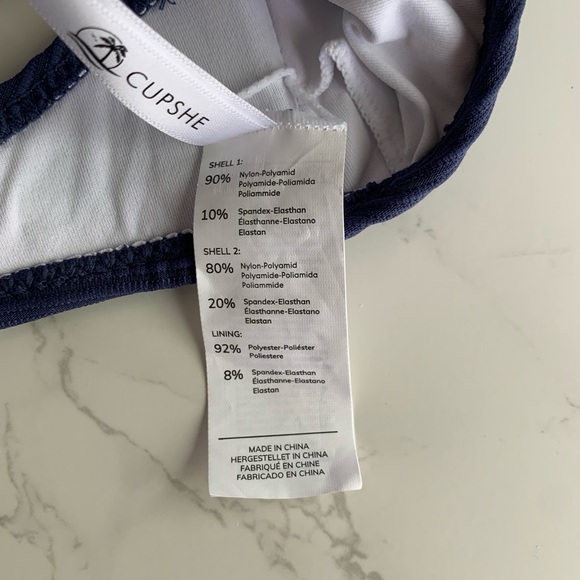 CUPSHE
SHELL 1:
90% Nylon-Polyamid
Polyamide-Poliamida
Poliammide
10% Spandex-Elasthan
Élasthanne-Elastano
Elastan
SHELL 2:
80% Nylon-Polyamid
Polyamide-Poliamida
Poliammide
20% Spandex-Elasthan
Élasthanne-Elastano
Elastan
LINING:
92% Polyester-Poliéster
Poliestere
8% Spandex-Elasthan
Élasthanne-Elastano
Elastan
MADE IN CHINA
HERGESTELLET IN CHINA
FABRIQUÉ EN CHINE
FABRICADO EN CHINA